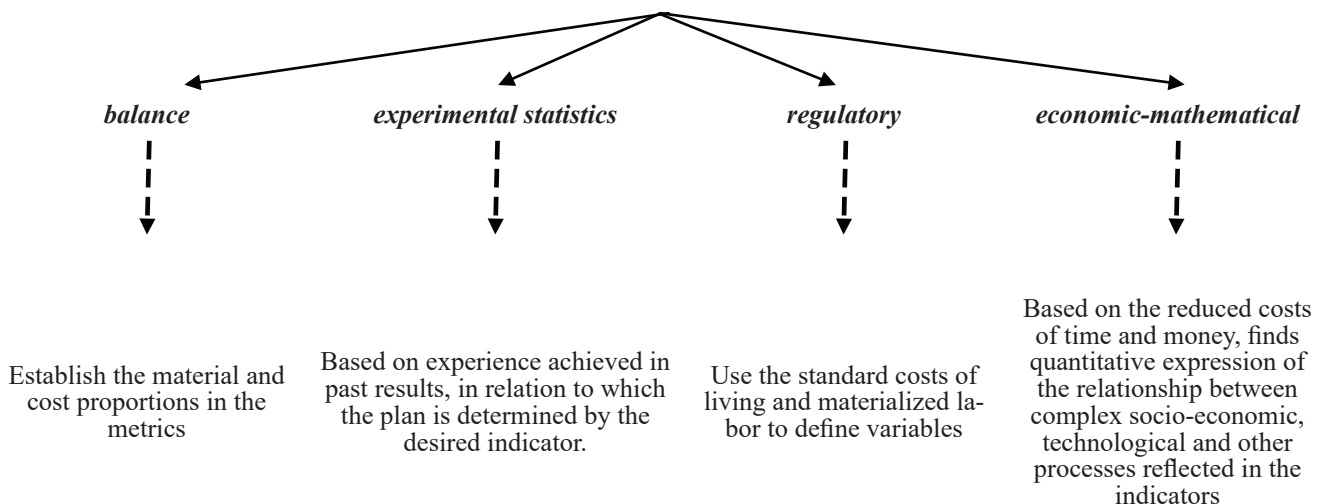 balance
experimental statistics
regulatory
economic-mathematical
Establish the material and
cost proportions in the
metrics
Based on experience achieved in
past results, in relation to which
the plan is determined by the
desired indicator.
Use the standard costs of
living and materialized la-
bor to define variables
Based on the reduced costs
of time and money, finds
quantitative expression of
the relationship between
complex socio-economic,
technological and other
processes reflected in the
indicators